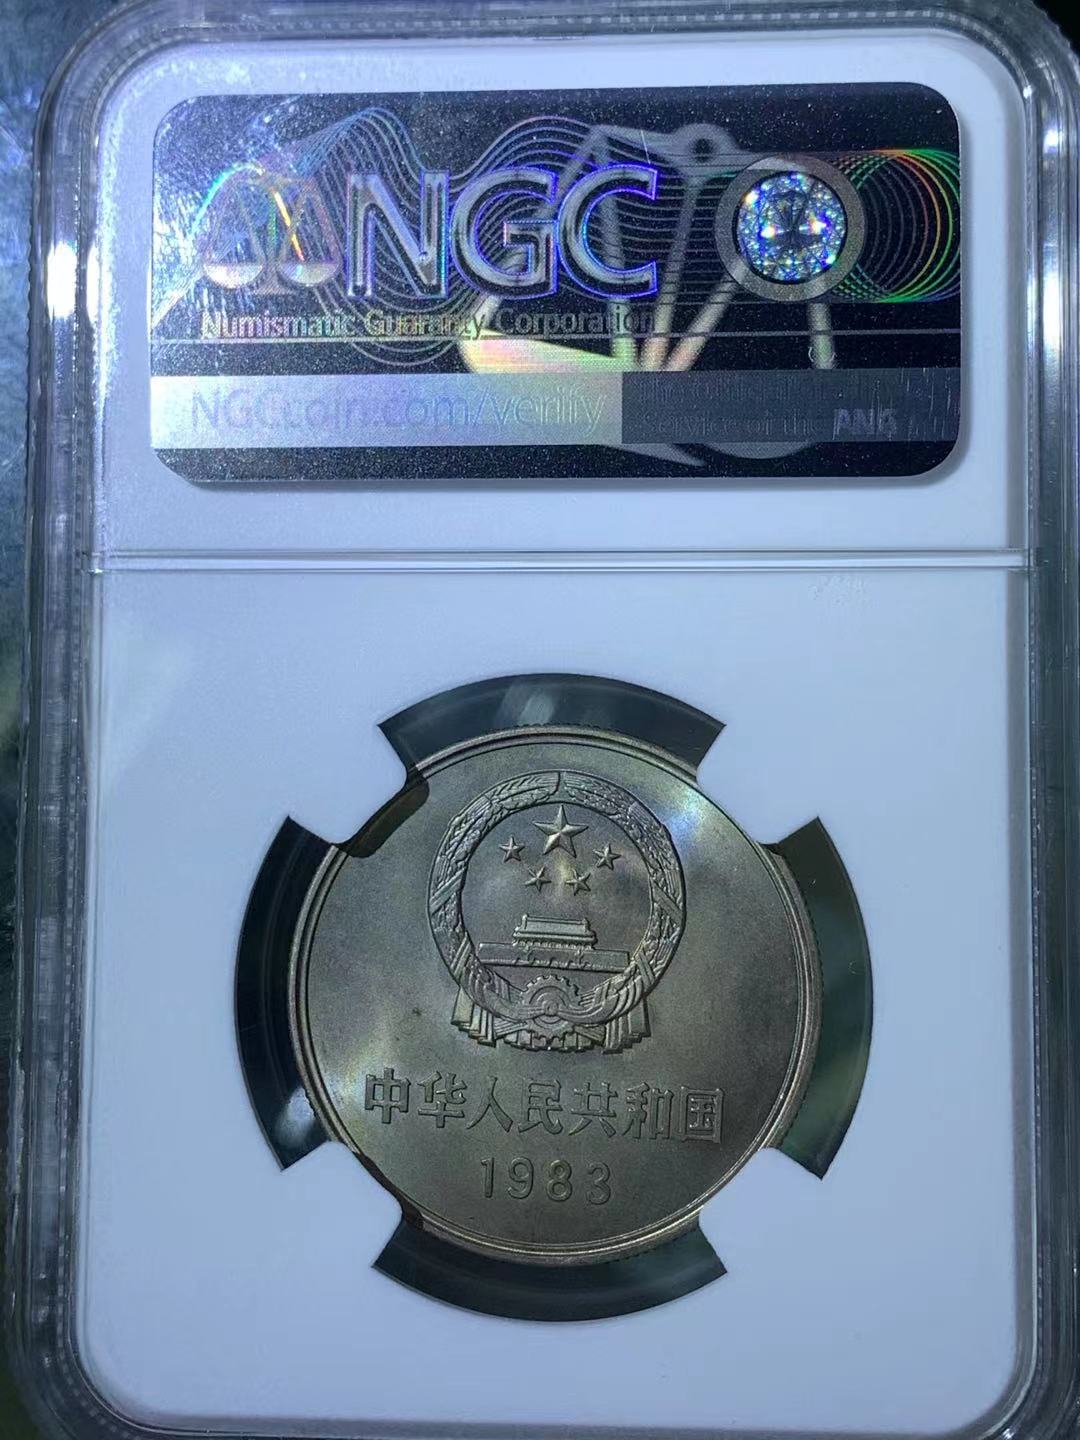 NGC
Numismatic Guaranty Corporation
NGCcoin.com/verify
Service of the ANA
中华人民共和国
1983